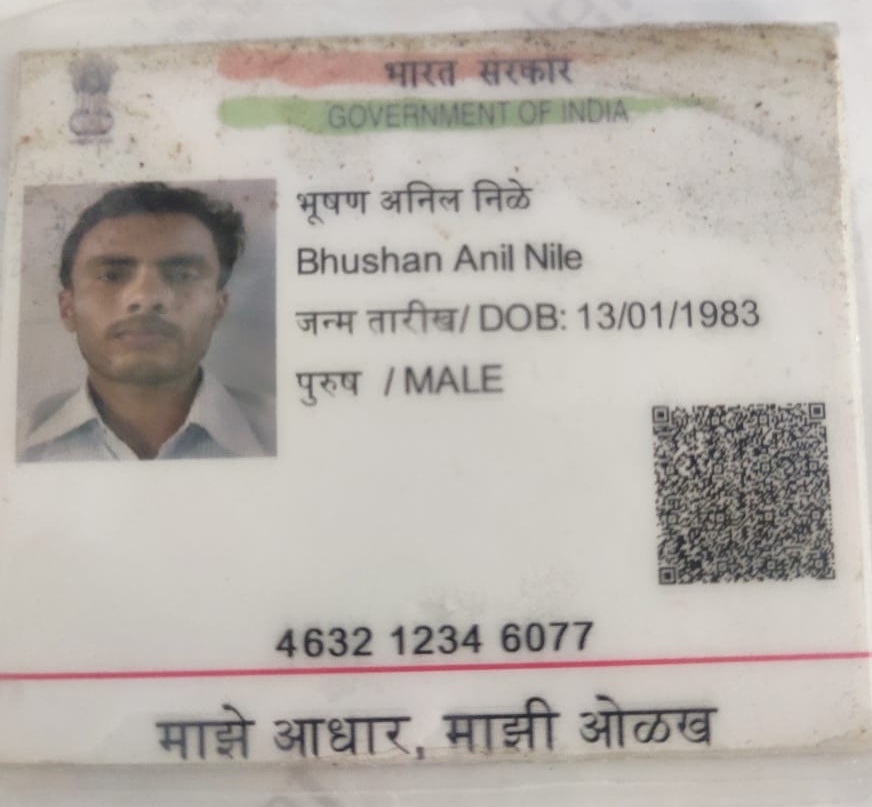 भारत सरकार
GOVERNMENT OF INDIA
भूषण अनिल निळे
Bhushan Anil Nile
जन्म तारीख/ DOB: 13/01/1983
पुरुष / MALE
4632 1234 6077
माझे आधार, माझी ओळख